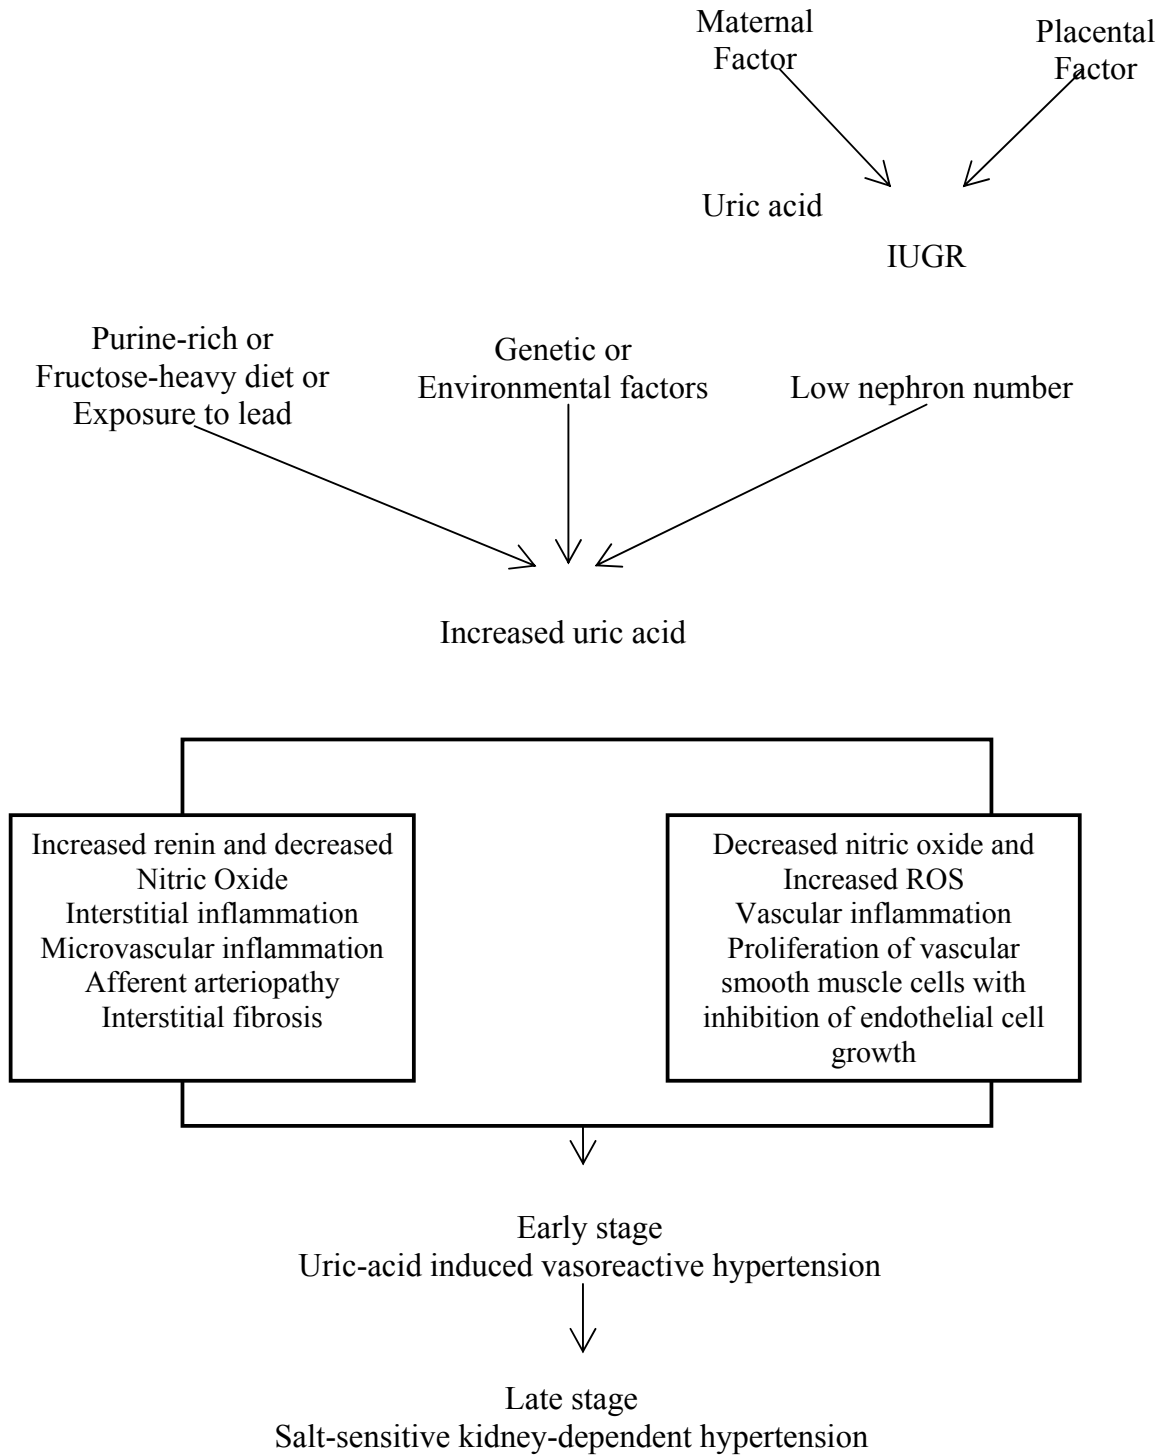 Maternal
Factor
Placental
Factor
Uric acid
IUGR
Purine-rich or
Fructose-heavy diet or
Exposure to lead
Genetic or
Environmental factors
Low nephron number
Increased uric acid
Increased renin and decreased
Nitric Oxide
Interstitial inflammation
Microvascular inflammation
Afferent arteriopathy
Interstitial fibrosis
Decreased nitric oxide and
Increased ROS
Vascular inflammation
Proliferation of vascular
smooth muscle cells with
inhibition of endothelial cell
growth
Early stage
Uric-acid induced vasoreactive hypertension
Late stage
Salt-sensitive kidney-dependent hypertension